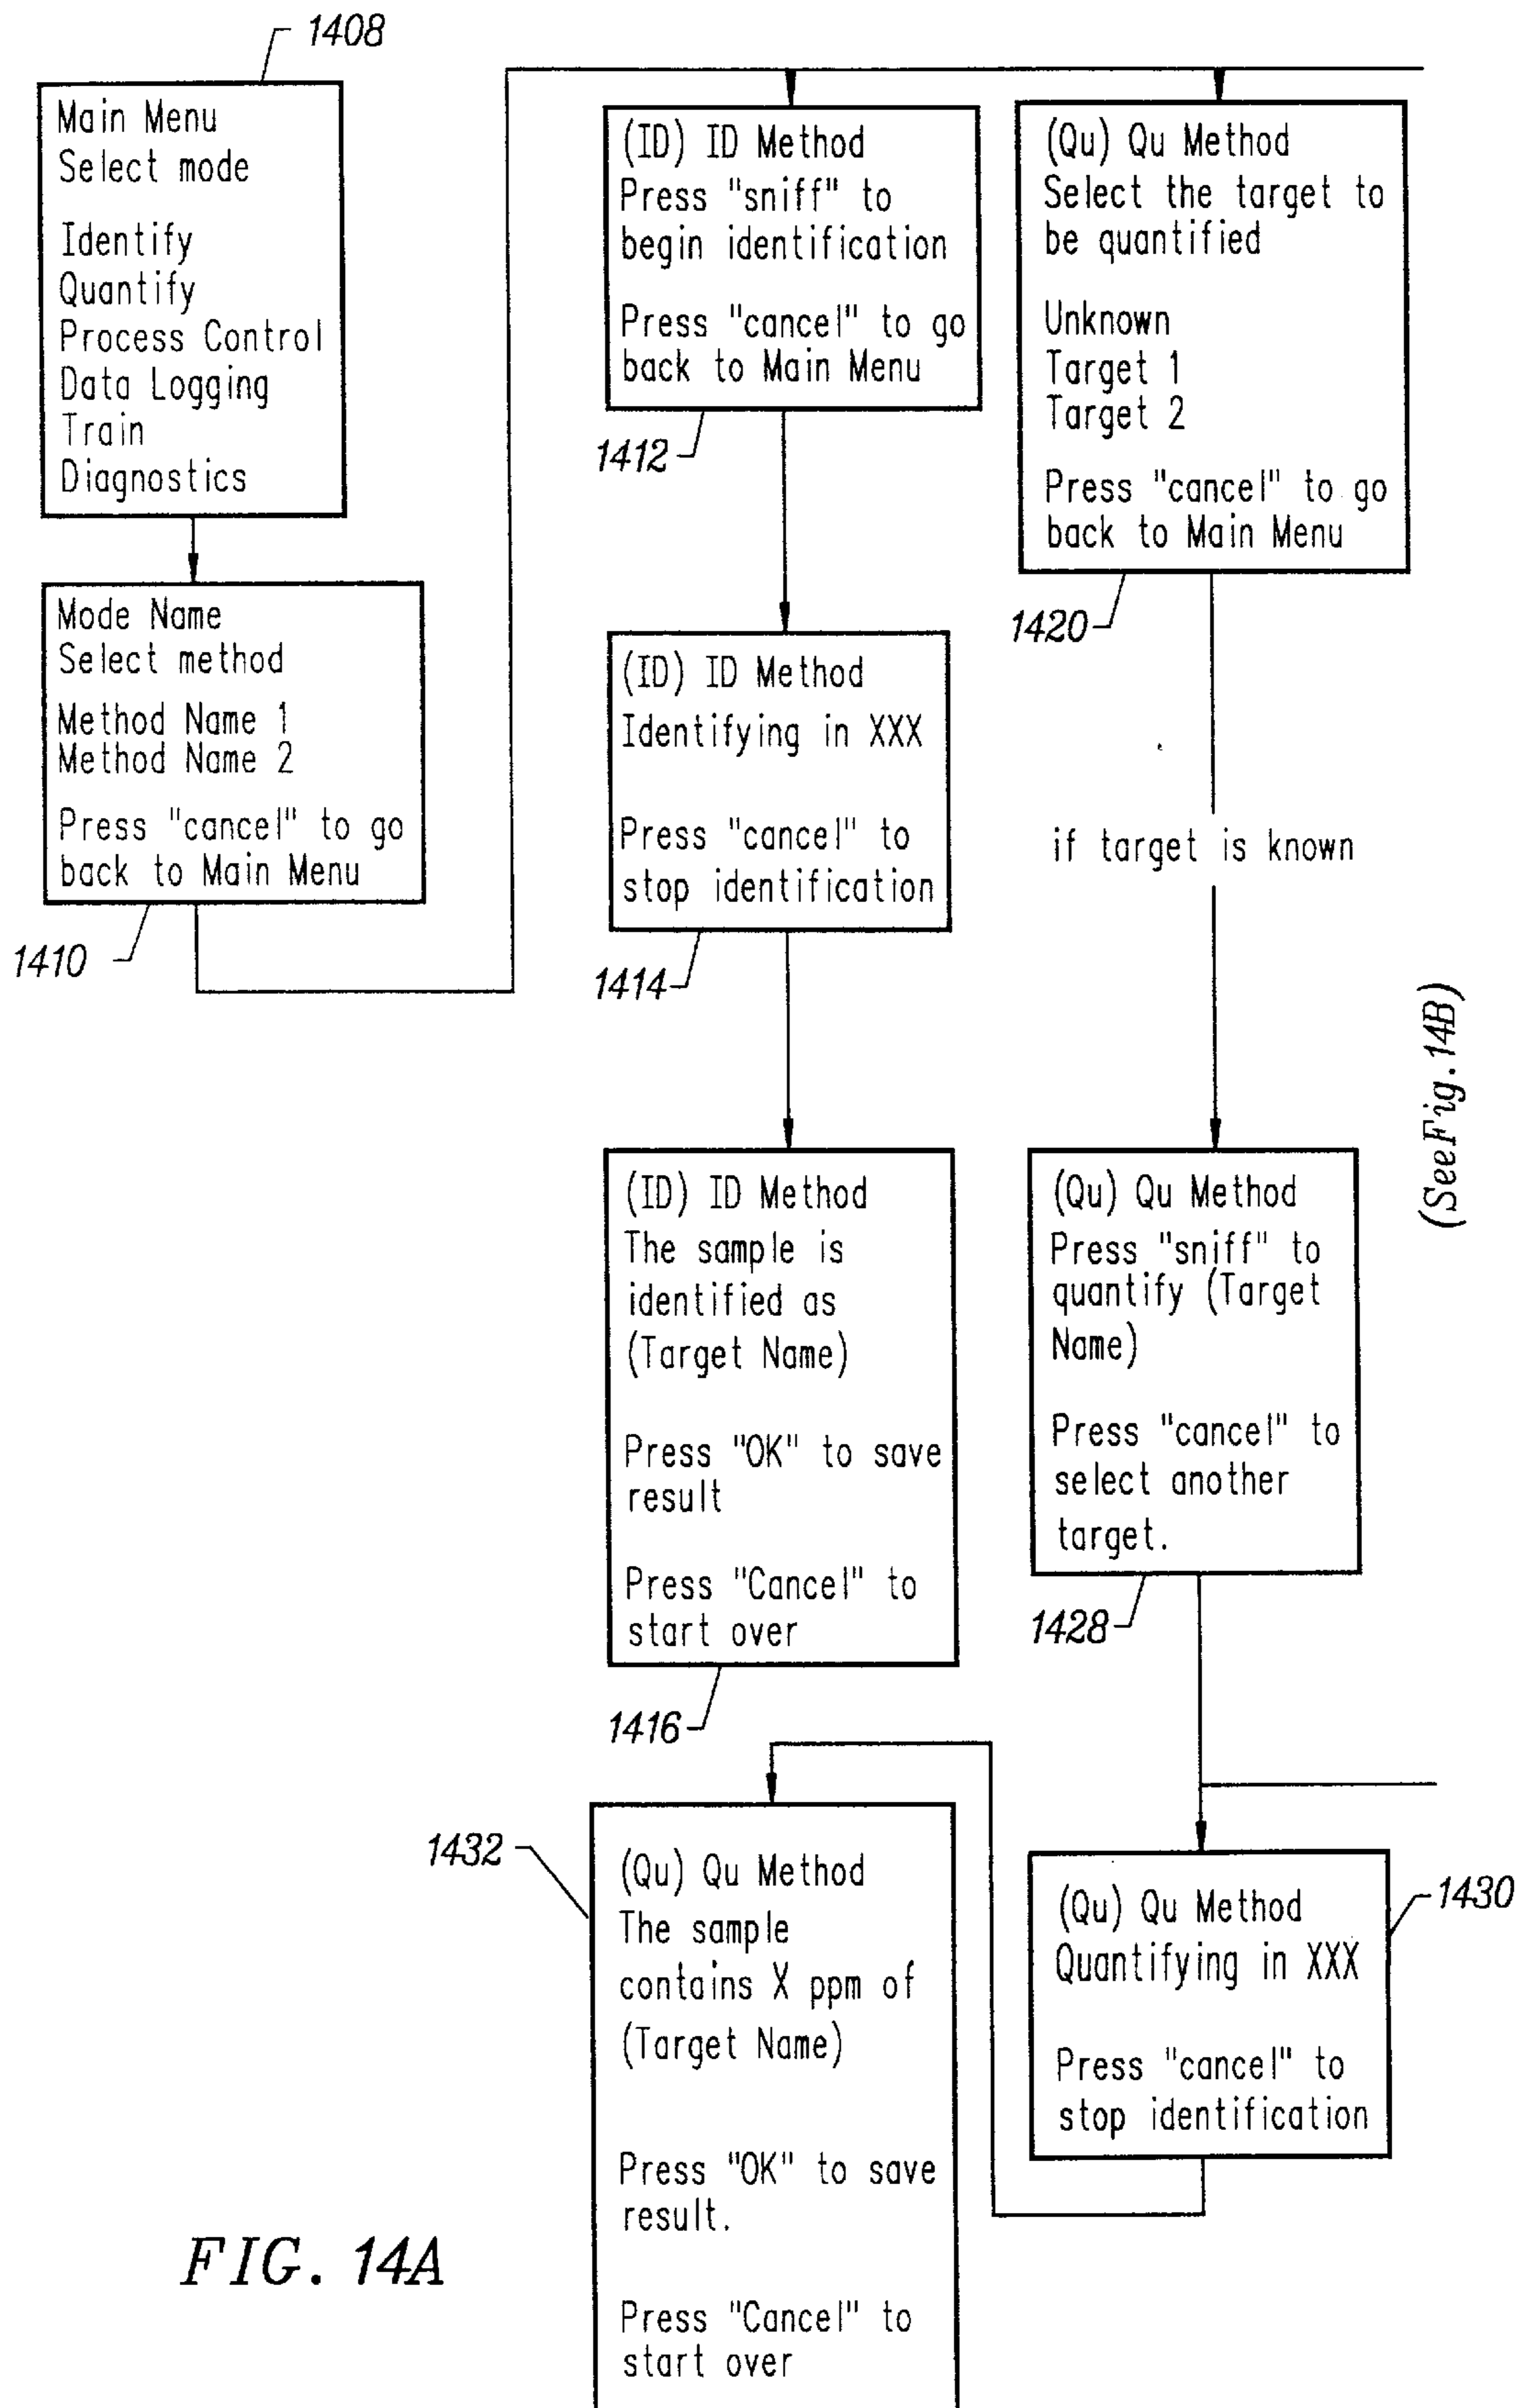 1408
Main Menu
Select mode
Identify
Quantify
Process Control
Data Logging
Train
Diagnostics
Mode Name
Select method
Method Name 1
Method Name 2
Press "cancel" to go
back to Main Menu
1410
(ID) ID Method
Press "sniff" to
begin identification
Press "cancel" to go
back to Main Menu
1412
(ID) ID Method
Identifying in XXX
Press "cancel" to
stop identification
1414
(ID) ID Method
The sample is
identified as
(Target Name)
Press "OK" to save
result
Press "Cancel" to
start over
1416
(Qu) Qu Method
Select the target to
be quantified
Unknown
Target 1
Target 2
Press "cancel" to go
back to Main Menu
1420
if target is known
(Qu) Qu Method
Press "sniff" to
quantify (Target
Name)
Press "cancel" to
select another
target.
1428
(Qu) Qu Method
Quantifying in XXX
Press "cancel" to
stop identification
1430
1432
(Qu) Qu Method
The sample
contains X ppm of
(Target Name)
Press "OK" to save
result.
Press "Cancel" to
start over
(See Fig. 14B)
FIG. 14A